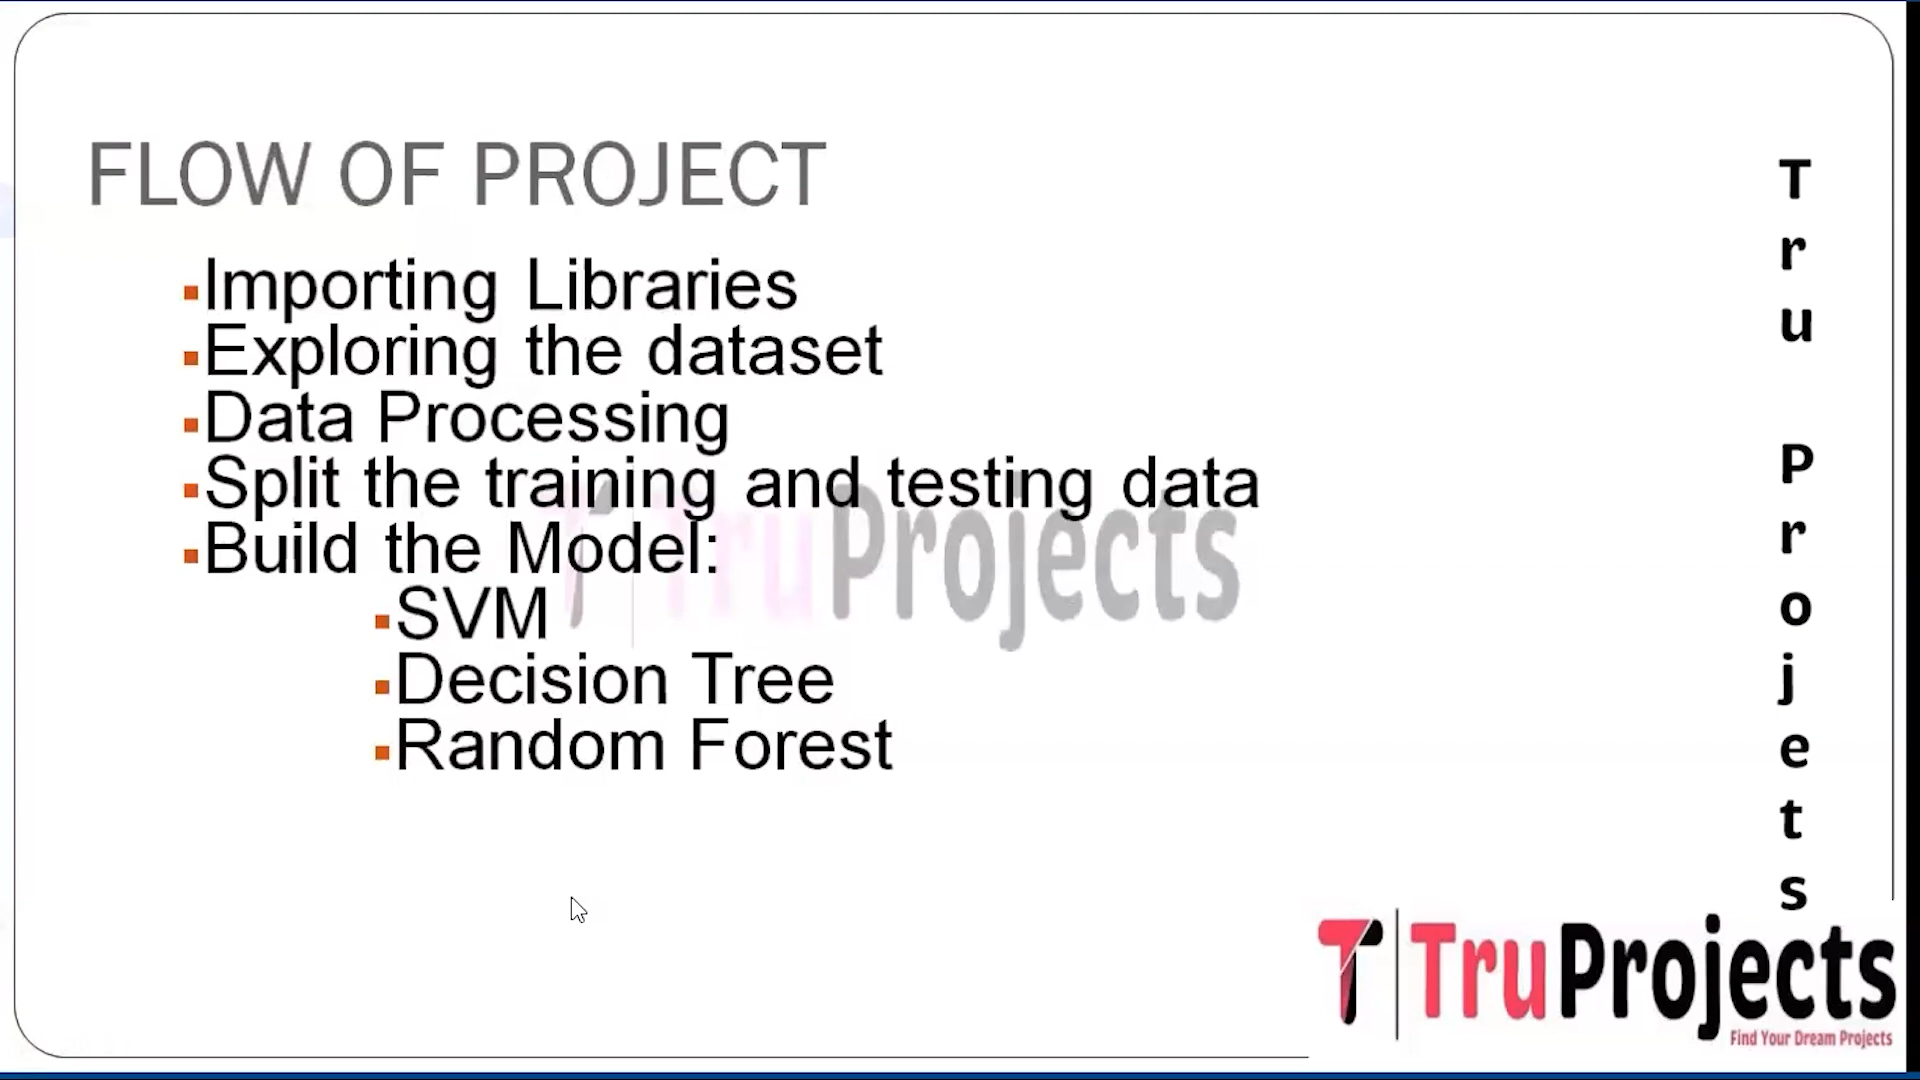 FLOW OF PROJECT
▪Importing Libraries
▪Exploring the dataset
▪Data Processing
▪Split the training and testing data
▪Build the Model:
▪SVM
▪Decision Tree
▪Random Forest
TruProjects
T
r
u
P
r
o
j
e
t
s
TruProjects
Find Your Dream Projects